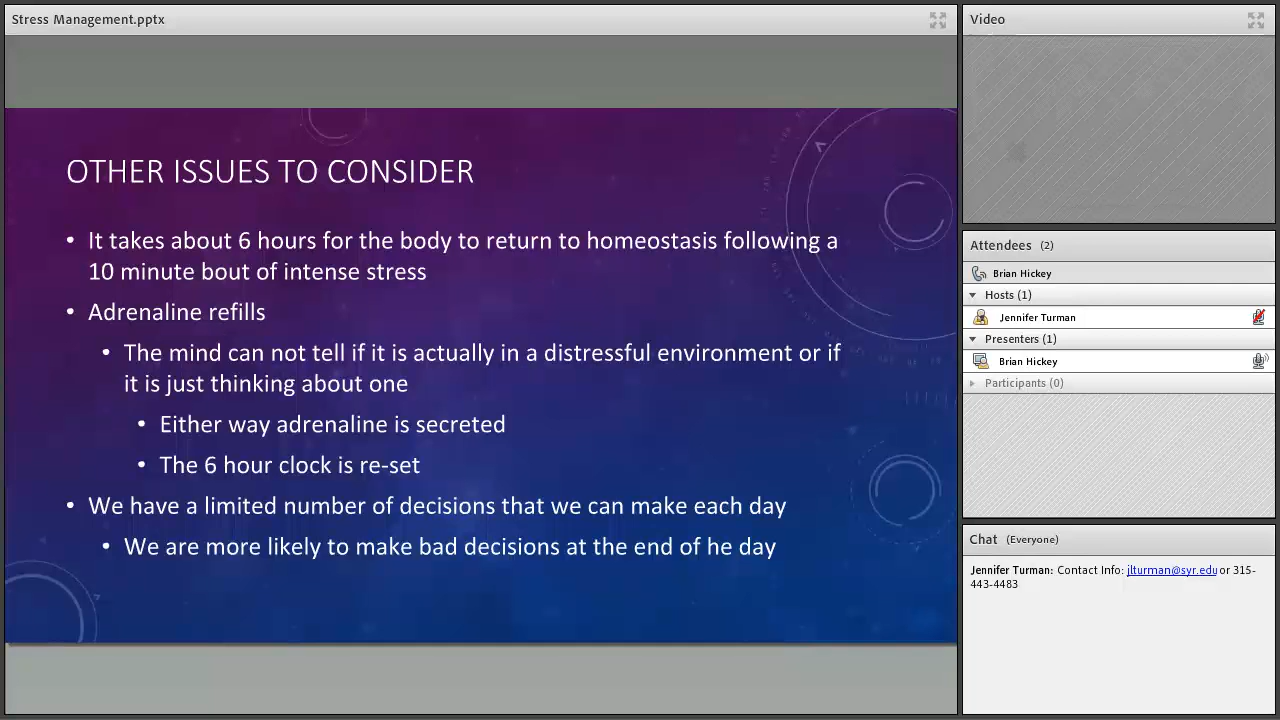 Stress Management.pptx
OTHER ISSUES TO CONSIDER
• It takes about 6 hours for the body to return to homeostasis following a
10 minute bout of intense stress
• Adrenaline refills
• The mind can not tell if it is actually in a distressful environment or if
it is just thinking about one
• Either way adrenaline is secreted
• The 6 hour clock is re-set
• We have a limited number of decisions that we can make each day
• We are more likely to make bad decisions at the end of he day
Video
Attendees (2)
Brian Hickey
Hosts (1)
Jennifer Turman
Presenters (1)
Brian Hickey
Participants (0)
Chat (Everyone)
Jennifer Turman: Contact Info: jlturman@syr.edu or 315-
443-4483